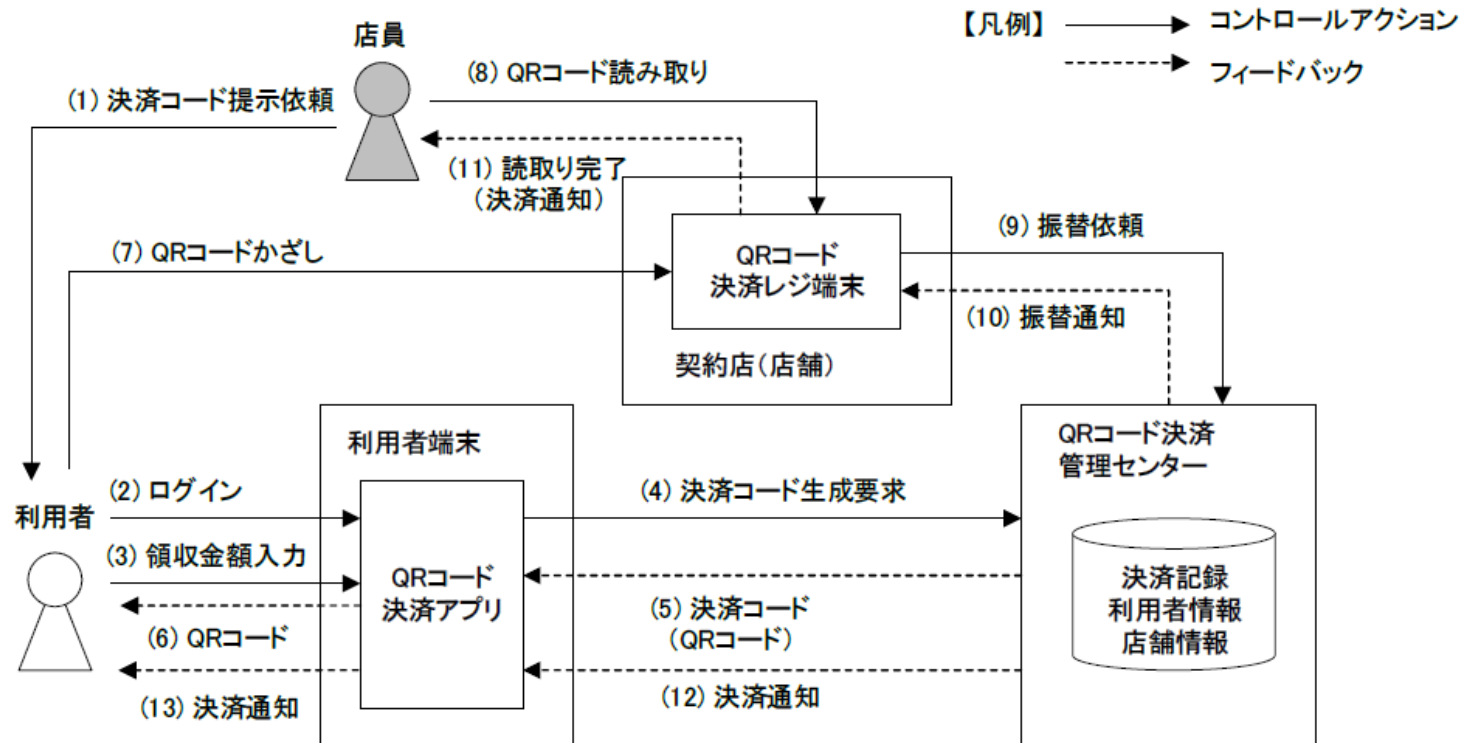 【凡例】
コントロールアクション
フィードバック
店員
(8) QRコード読み取り
(1) 決済コード提示依頼
(11) 読取り完了
(決済通知)
(9) 振替依頼
(7) QRコードかざし
QRコード
決済レジ端末
(10) 振替通知
契約店(店舗)
利用者端末
QRコード決済
管理センター
(2) ログイン
(4) 決済コード生成要求
利用者
(3) 領収金額入力
QRコード
決済アプリ
(5) 決済コード
(QRコード)
決済記録
利用者情報
店舗情報
(6) QRコード
(12) 決済通知
(13) 決済通知